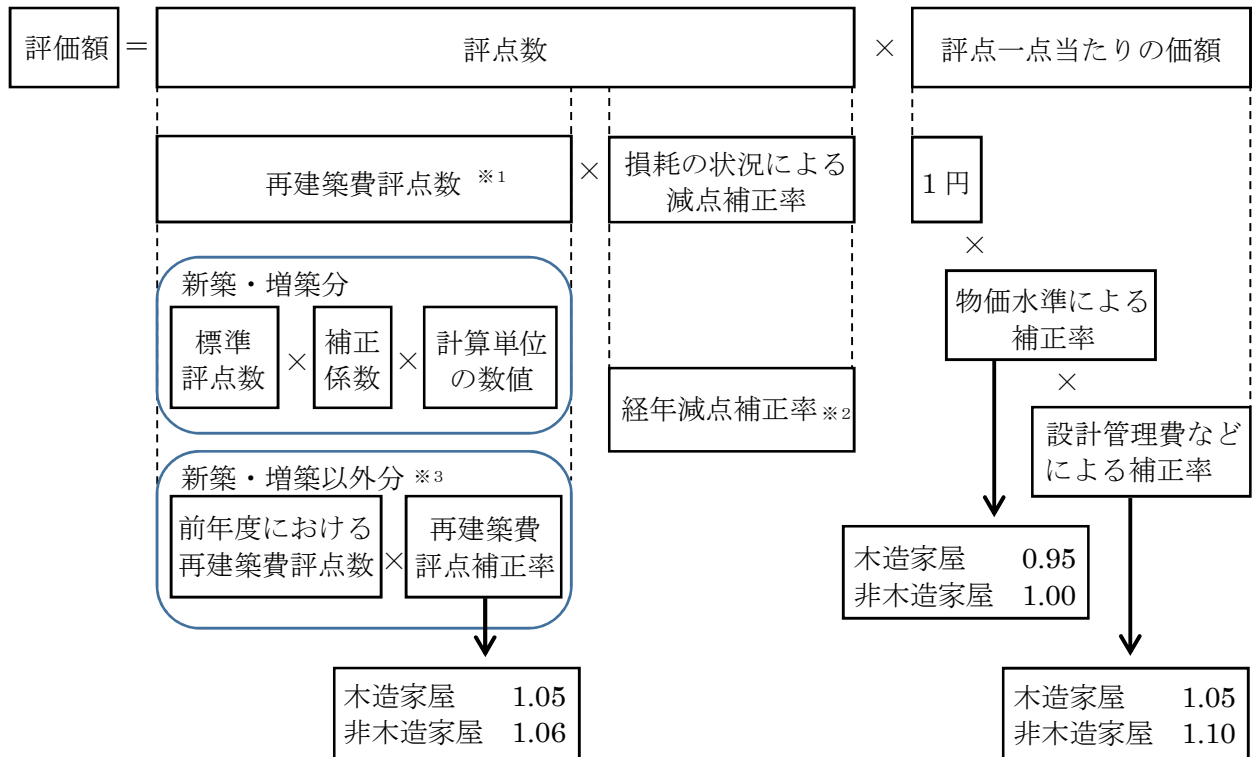 評価額 = 評点数 × 評点一点当たりの価額
再建築費評点数 ※1 × 損耗の状況による
減点補正率
1 円
×
新築・増築分
標準
評点数
×
補正
係数
×
計算単位
の数値
物価水準による
補正率
×
経年減点補正率※2
設計管理費など
による補正率
新築・増築以外分 ※3
前年度における
再建築費評点数
×
再建築費
評点補正率
木造家屋 0.95
非木造家屋 1.00
木造家屋 1.05
非木造家屋 1.06
木造家屋 1.05
非木造家屋 1.10